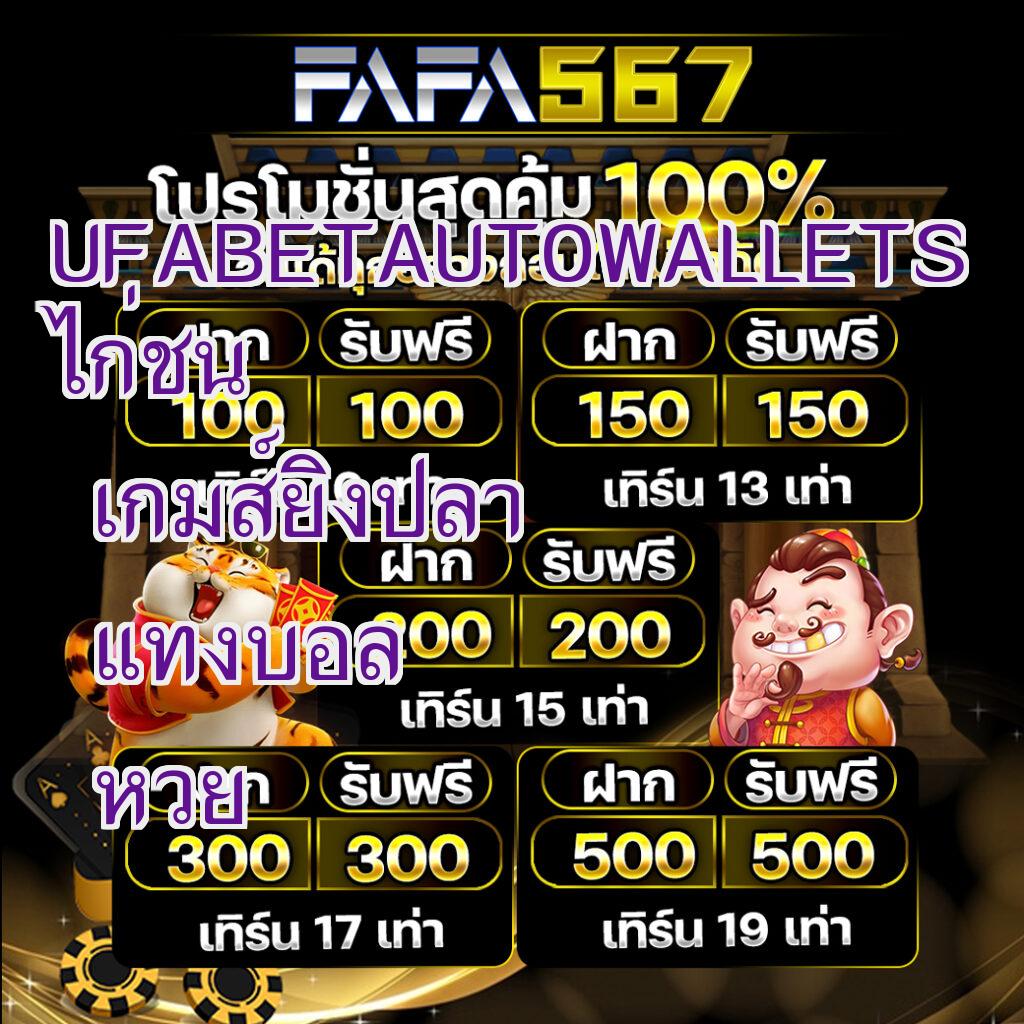 FAFA567
โปรโมชั่นสุดคุ้ม 100%
UFABETAUTOWALLETS
ไก่ชน
รับฟรี ฝาก รับฟรี
100 100 150 150
เกมส์ยิงปลา
เทิร์น 13 เท่า
ฝาก รับฟรี
แทงบอล
200 200
เทิร์น 15 เท่า
หวย
รับฟรี ฝาก รับฟรี
300 300 500 500
เทิร์น 17 เท่า เทิร์น 19 เท่า